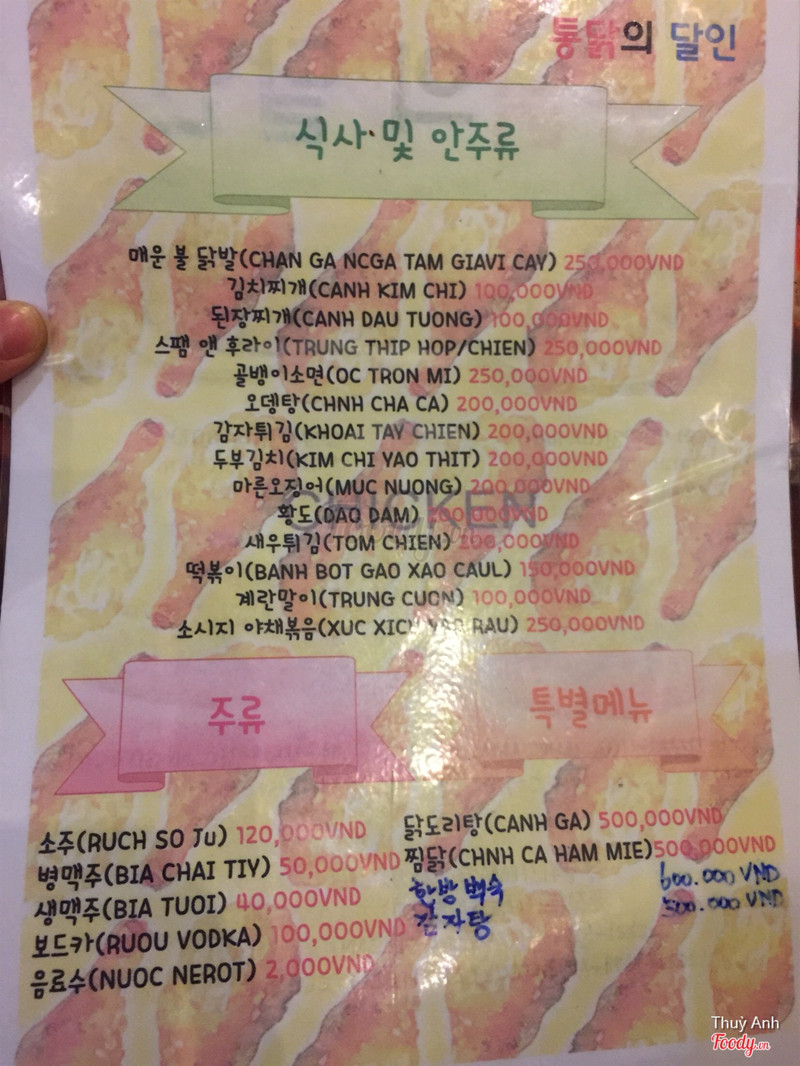 통닭의 달인
식사 및 안주류
매운 불 닭발(CHAN GA NCGA TAM GIAVI CAY) 250,000VND
김치찌개(CANH KIM CHI) 100,000VND
된장찌개(CANH DAU TUONG) 100,000VND
스팸 앤 후라이(TRUNG THIP HOP/CHIEN) 250,000VND
골뱅이소면(OC TRON MI) 250,000VND
오뎅탕(CHNH CHA CA) 200,000VND
감자튀김(KHOAI TAY CHIEN) 200,000VND
두부김치(KIM CHI YAO THIT) 200,000VND
마른오징어(MUC NUONG) 200,000VND
황도(DAO DAM)
CHICKEN
새우튀김(TOM CHIEN) 200,000VND
떡볶이(BANH BOT GAO XAO CAUL) 150,000VND
계란말이(TRUNG CUON) 100,000VND
소시지 야채볶음(XUC XICH RAU) 250,000VND
주류
소주(RUCH SO JU) 120,000VND
병맥주(BIA CHAI TIY) 50,000VND
생맥주(BIA TUOI) 40,000VND
보드카(RUOU VODKA) 100,000VND
음료수(NUOC NEROT) 2,000VND
특별메뉴
닭도리탕(CANH GA) 500,000VND
찜닭(CHNH CA HAM MIE)500,000VND
한방백숙 600.000 VND
감자탕 500.000 VND
Thuỳ Anh
Foody.vn